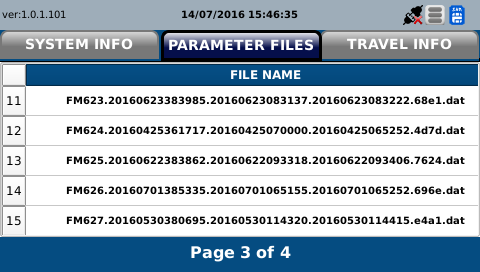 ver:1.0.1.101 14/07/2016 15:46:35
SYSTEM INFO PARAMETER FILES TRAVEL INFO
FILE NAME
11 FM623.20160623383985.20160623083137.20160623083222.68e1.dat
12 FM624.20160425361717.20160425070000.20160425065252.4d7d.dat
13 FM625.20160622383862.20160622093318.20160622093406.7624.dat
14 FM626.20160701385335.20160701065155.20160701065252.696e.dat
15 FM627.20160530380695.20160530114320.20160530114415.e4a1.dat
Page 3 of 4